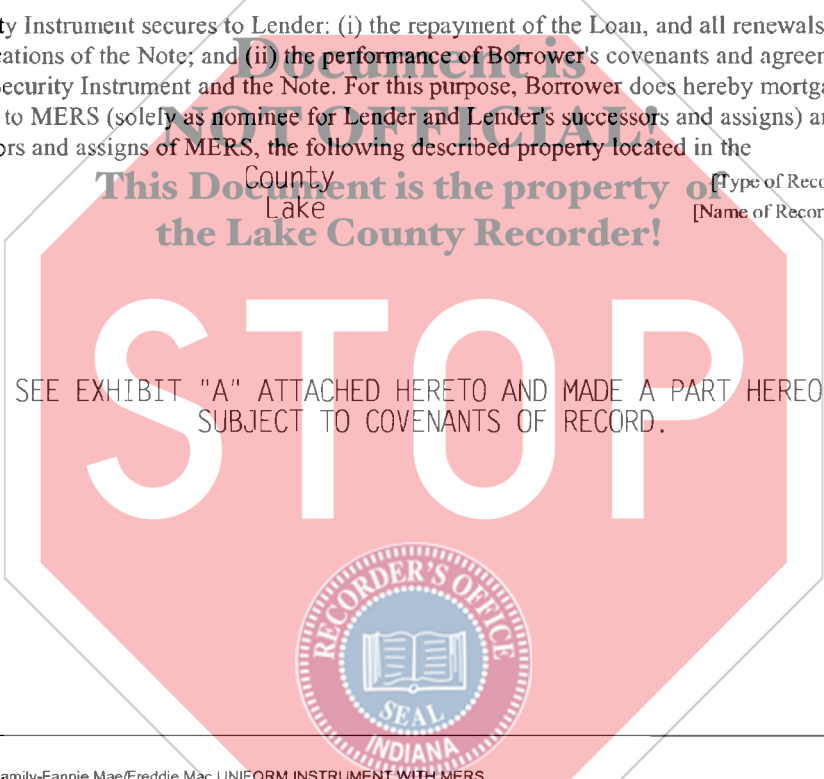 ty Instrument secures to Lender: (i) the repayment of the Loan, and all renewals
cations of the Note; and (ii) the performance of Borrower's covenants and agreer
Security Instrument and the Note. For this purpose, Borrower does hereby mortga
to MERS (solely as nominee for Lender and Lender's successors and assigns) an
ors and assigns of MERS, the following described property located in the
County
[Type of Reco
Lake
[Name of Recor
Document is
NOT OFFICIAL!
This Document is the property of
the Lake County Recorder!
STOP
SEE EXHIBIT "A" ATTACHED HERETO AND MADE A PART HEREO
SUBJECT TO COVENANTS OF RECORD.
RECORDER'S OFFICE
SEAL
INDIANA
amily-Fannie Mae/Freddie Mac UNIFORM INSTRUMENT WITH MERS